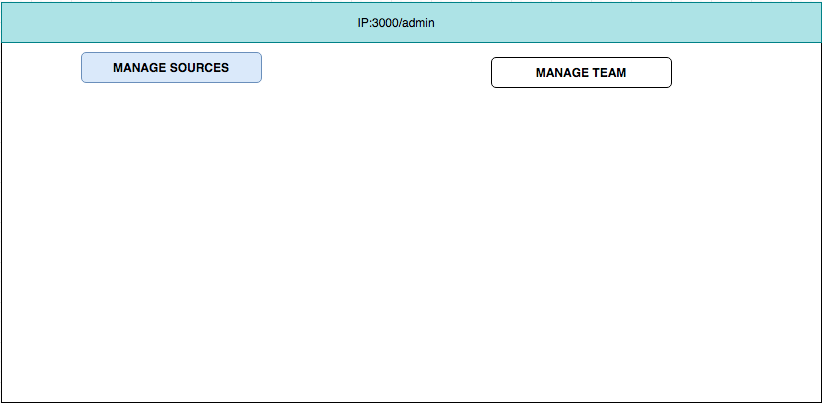 IP:3000/admin
MANAGE SOURCES
MANAGE TEAM